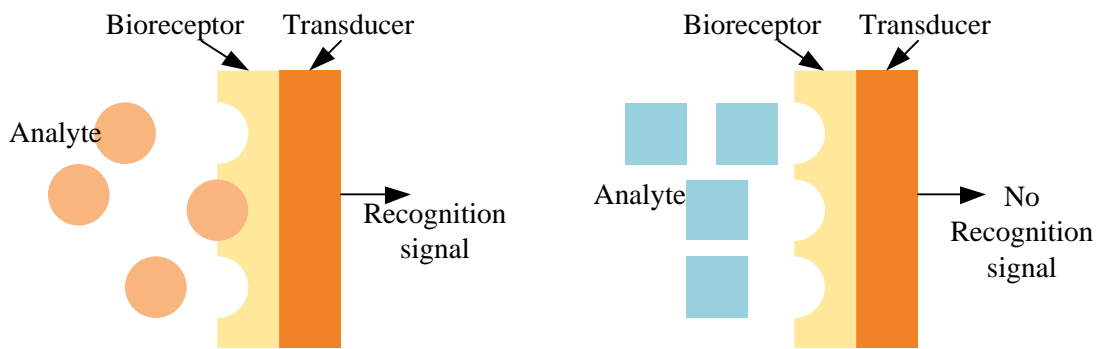 Bioreceptor Transducer
Analyte
Recognition
signal
Bioreceptor Transducer
Analyte
No
Recognition
signal